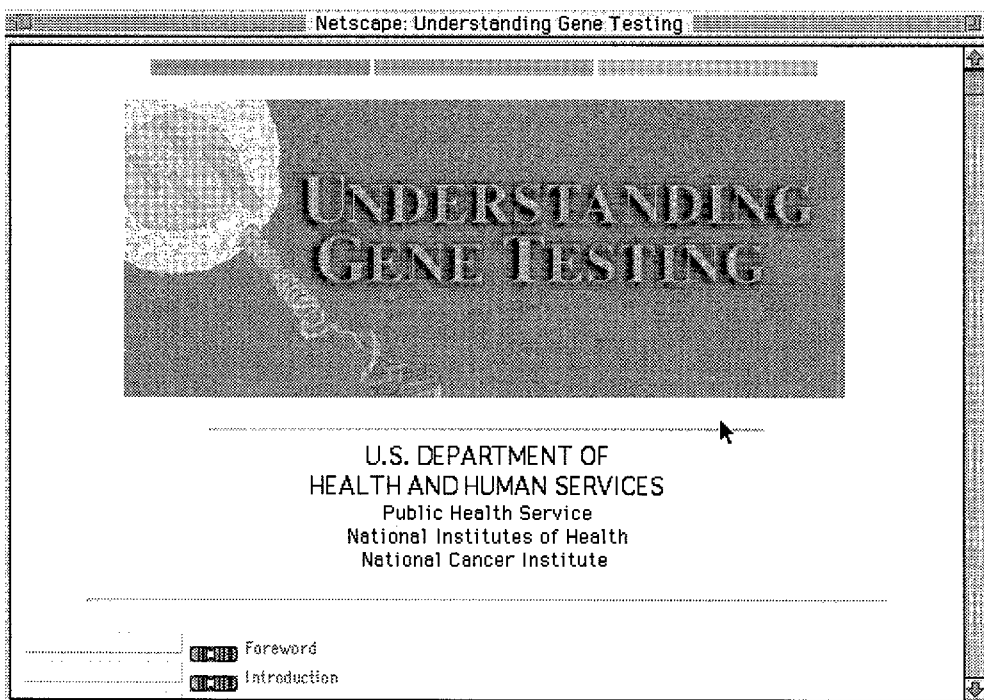 Netscape: Understanding Gene Testing
UNDERSTANDING
GENE TESTING
U.S. DEPARTMENT OF
HEALTH AND HUMAN SERVICES
Public Health Service
National Institutes of Health
National Cancer Institute
Foreword
Introduction